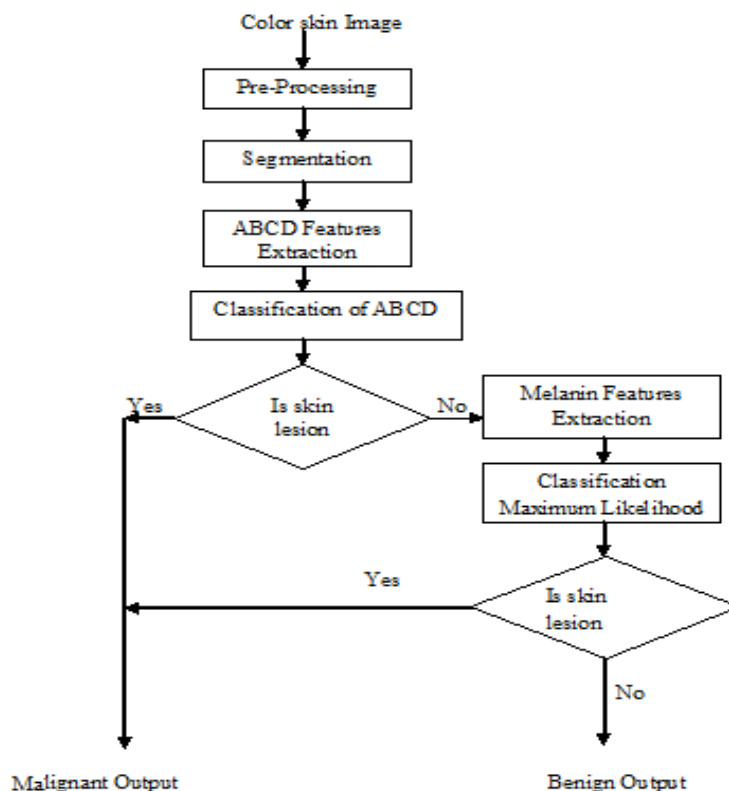 Color skin Image
Pre-Processing
Segmentation
ABCD Features
Extraction
Classification of ABCD
Is skin
lesion
Yes
No
Melanin Features
Extraction
Classification
Maximum Likelihood
Is skin
lesion
Yes
No
Malignant Output
Benign Output